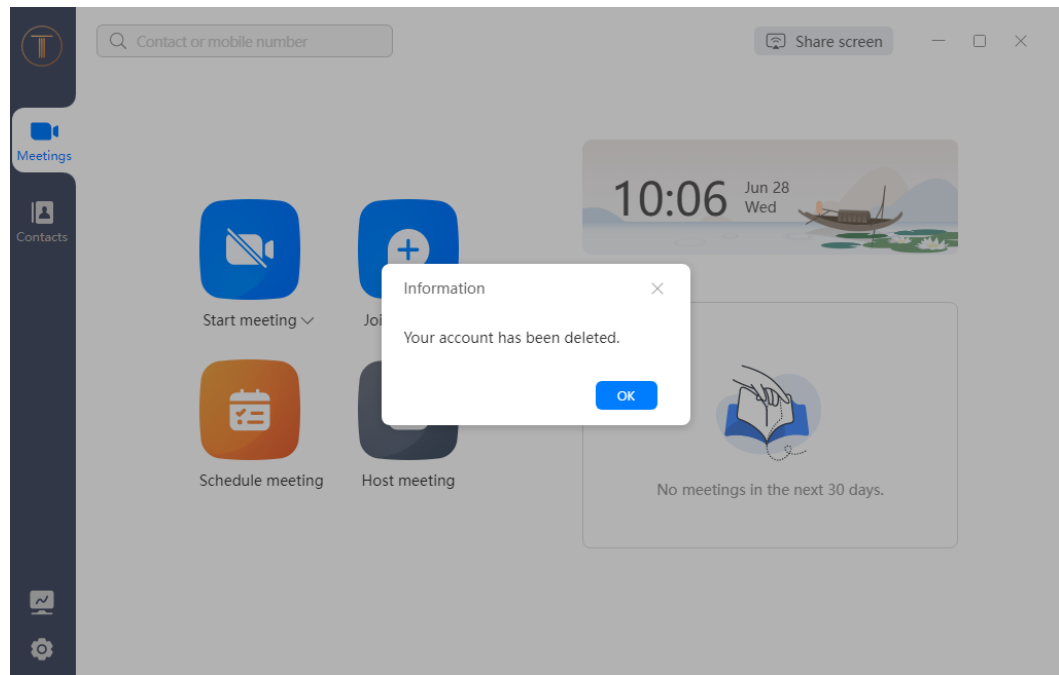 Contact or mobile number
Share screen
Meetings
Contacts
10:06
Jun 28
Wed
Start meeting
Joi
Information
Your account has been deleted.
OK
Schedule meeting
Host meeting
No meetings in the next 30 days.